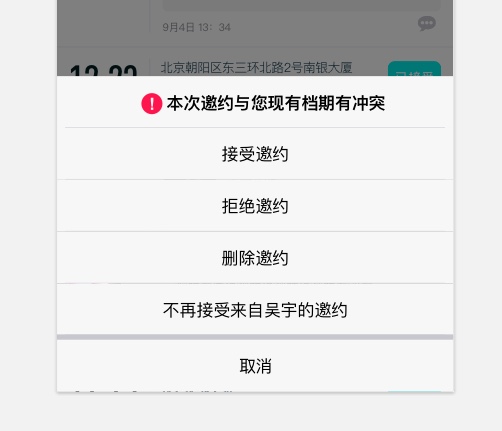 9月4日 13：34
北京朝阳区东三环北路2号南银大厦
已接受
本次邀约与您现有档期有冲突
接受邀约
拒绝邀约
删除邀约
不再接受来自吴宇的邀约
取消